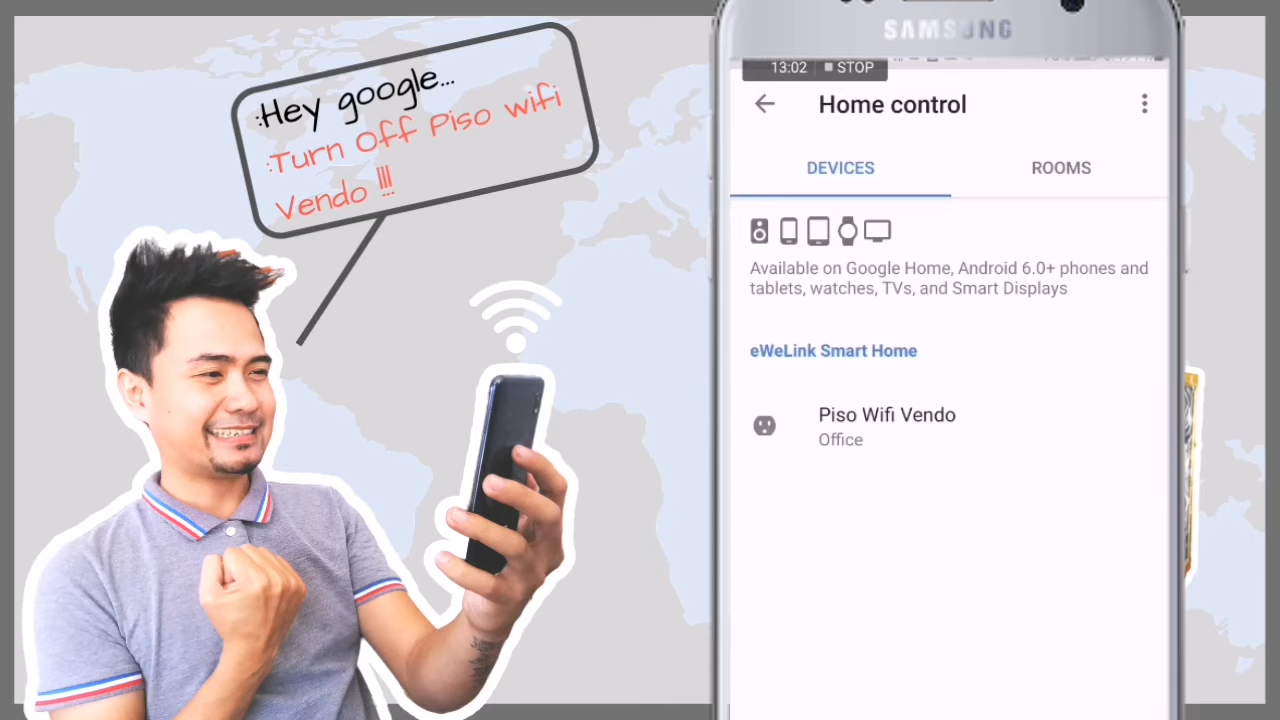 :Hey google...
:Turn Off Piso wifi
Vendo !!!
SAMSUNG
13:02 STOP
Home control
DEVICES ROOMS
Available on Google Home, Android 6.0+ phones and
tablets, watches, TVs, and Smart Displays
eWeLink Smart Home
Piso Wifi Vendo
Office